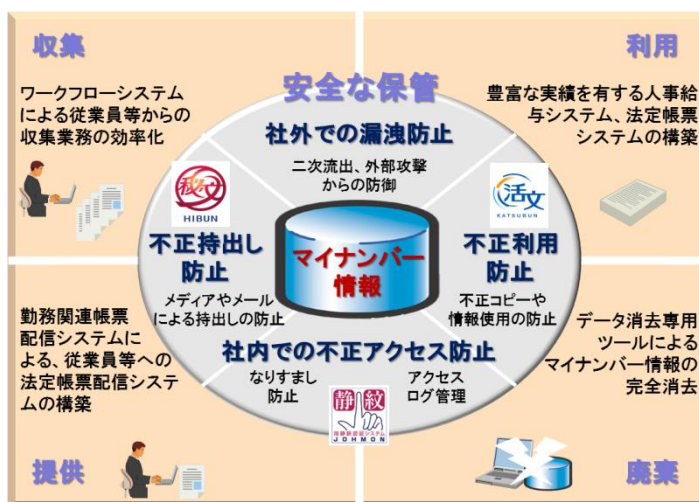 収集
利用
ワークフローシステム
による従業員等からの
収集業務の効率化
豊富な実績を有する人事給
与システム、法定帳票
システムの構築
安全な保管
社外での漏洩防止
二次流出、外部攻撃
からの防御
秘文
HIBUN
活文
KATSUBUN
不正持出し
防止
メディアやメール
による持出しの防止
マイナンバー
情報
不正利用
防止
不正コピーや
情報使用の防止
社内での不正アクセス防止
なりすまし
防止
アクセス
ログ管理
静紋
指静脈認証システム
JOHMON
勤務関連帳票
配信システムに
よる、従業員等への
法定帳票配信システ
ムの構築
データ消去専用
ツールによる
マイナンバー情報の
完全消去
提供
廃棄